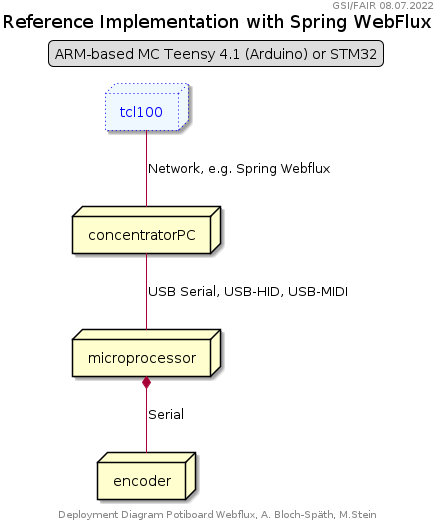 GSI/FAIR 08.07.2022
Reference Implementation with Spring WebFlux
ARM-based MC Teensy 4.1 (Arduino) or STM32
tcl100
Network, e.g. Spring Webflux
concentratorPC
USB Serial, USB-HID, USB-MIDI
microprocessor
Serial
encoder
Deployment Diagram Potiboard Webflux, A. Bloch-Späth, M.Stein